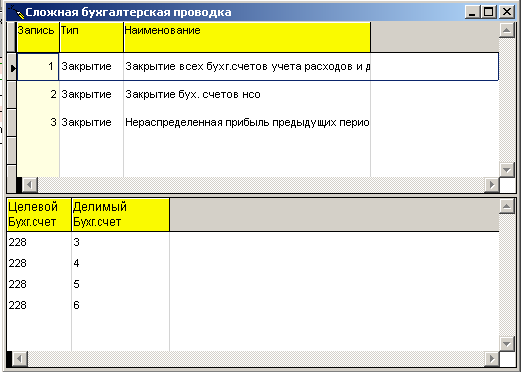 Сложная бухгалтерская проводка
Запись Тип Наименование
1 Закрытие Закрытие всех бухг.счетов учета расходов и д
2 Закрытие Закрытие бух. счетов нсо
3 Закрытие Нераспределенная прибыль предыдущих перио
Целевой Делимый
Бухг.счет Бухг.счет
228 3
228 4
228 5
228 6